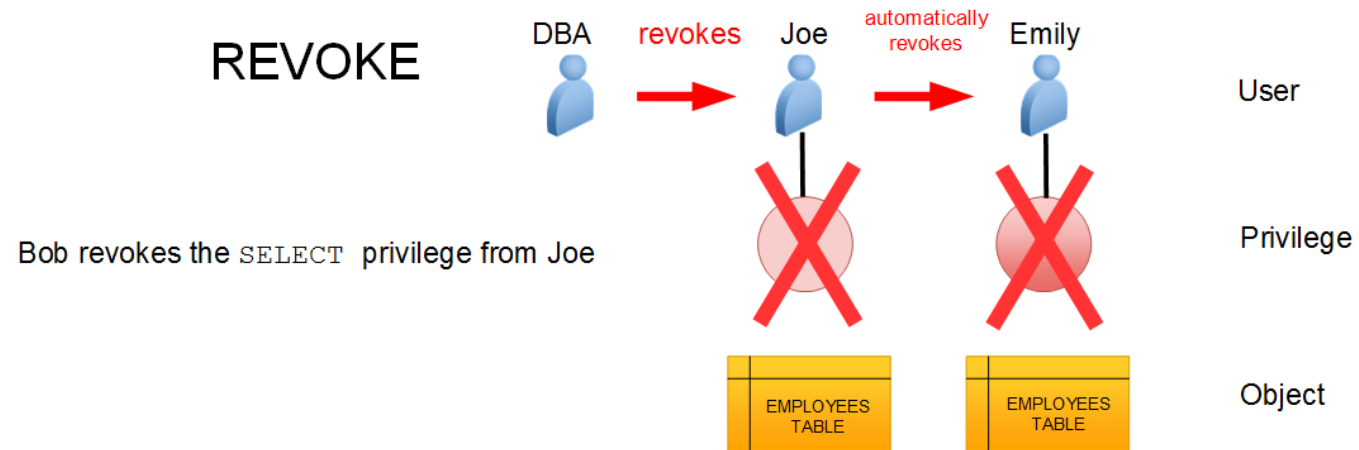 REVOKE
DBA
revokes
Joe
automatically
revokes
Emily
User
Bob revokes the SELECT privilege from Joe
Privilege
EMPLOYEES
TABLE
EMPLOYEES
TABLE
Object